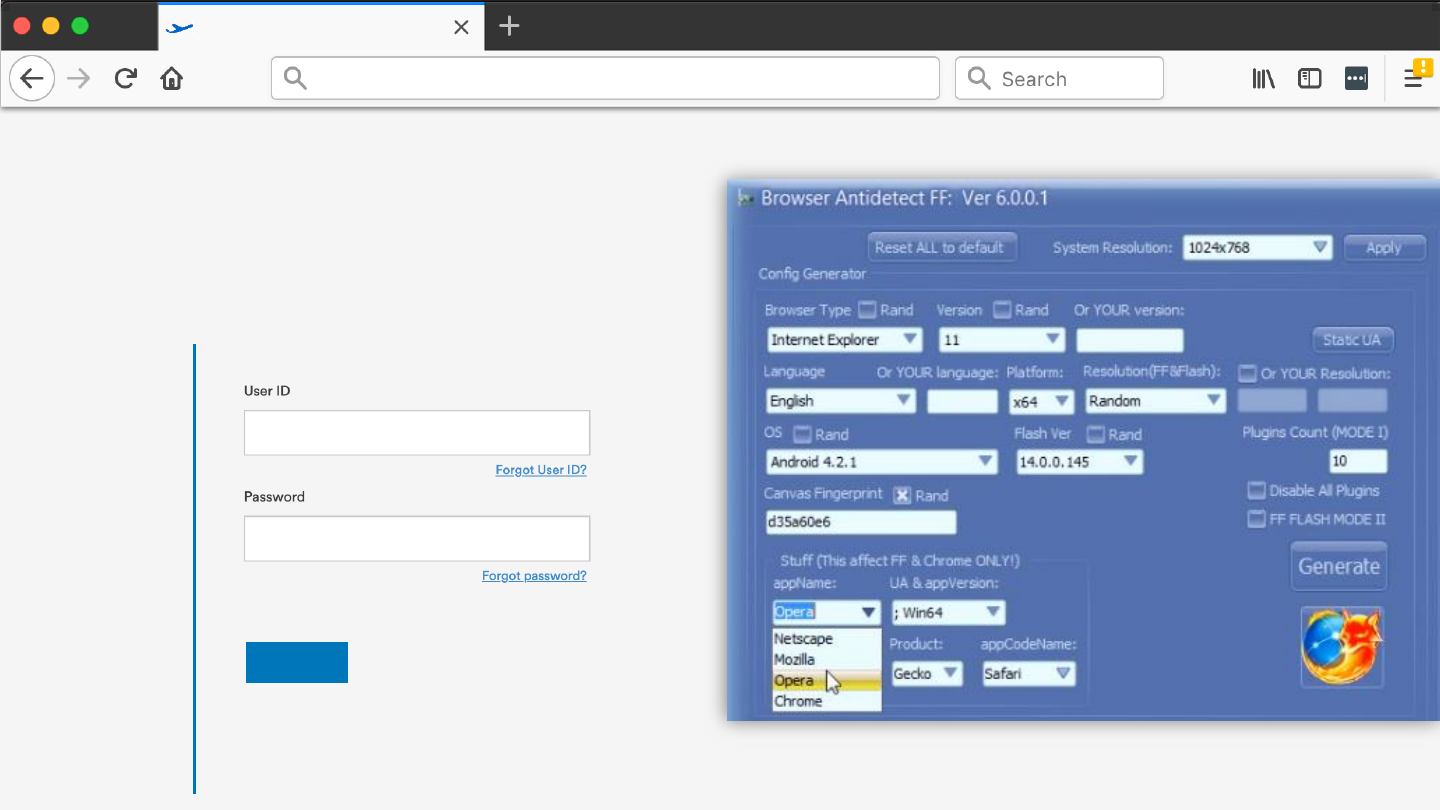 Search
Browser Antidetect FF: Ver 6.0.0.1
Reset ALL to default System Resolution: 1024x768 Apply
Config Generator
Browser Type Rand Version Rand Or YOUR version:
Internet Explorer 11 Static UA
Language Or YOUR language: Platform: Resolution(FF&Flash): Or YOUR Resolution:
English x64 Random
OS Rand Flash Ver Rand Plugins Count (MODE I)
Android 4.2.1 14.0.0.145 10
Canvas Fingerprint Rand Disable All Plugins
d35a60e6 FF FLASH MODE II
Stuff (This affect FF & Chrome ONLY!)
Generate
appName: UA & appVersion:
Opera ; Win64
Netscape Product: appCodeName:
Mozilla
Opera Gecko Safari
Chrome
User ID
Forgot User ID?
Password
Forgot password?